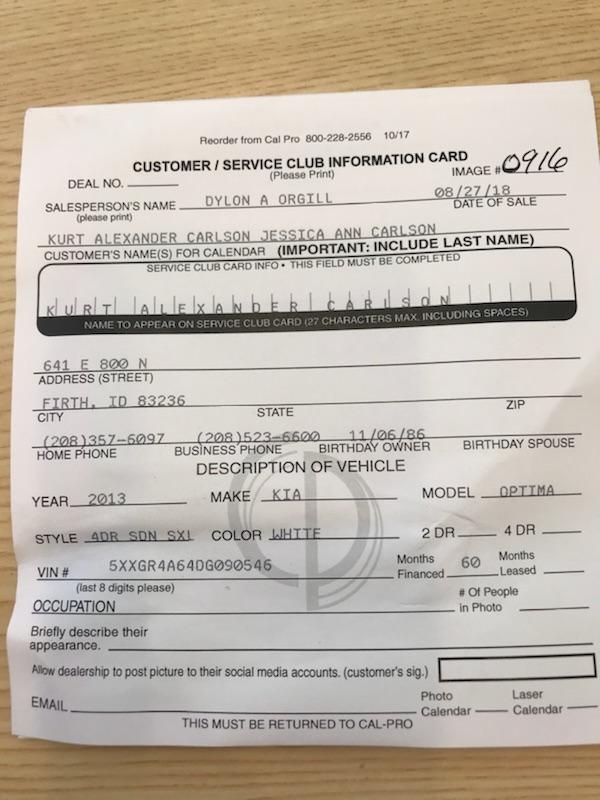 Reorder from Cal Pro 800-228-2556 10/17
CUSTOMER / SERVICE CLUB INFORMATION CARD
(Please Print)
DEAL NO. IMAGE # 0916
SALESPERSON'S NAME DYLON A ORGILL 08/27/18
(please print) DATE OF SALE
KURT ALEXANDER CARLSON JESSICA ANN CARLSON
CUSTOMER'S NAME(S) FOR CALENDAR (IMPORTANT: INCLUDE LAST NAME)
SERVICE CLUB CARD INFO • THIS FIELD MUST BE COMPLETED
KURT ALEXANDER CARLSON
NAME TO APPEAR ON SERVICE CLUB CARD (27 CHARACTERS MAX. INCLUDING SPACES)
641 E 800 N
ADDRESS (STREET)
FIRTH, ID 83236
CITY STATE ZIP
(208)357-6097 (208)523-6600 11/06/86
HOME PHONE BUSINESS PHONE BIRTHDAY OWNER BIRTHDAY SPOUSE
DESCRIPTION OF VEHICLE
YEAR 2013 MAKE KIA MODEL OPTIMA
STYLE 4DR SDN SXL COLOR WHITE 2 DR 4 DR
VIN # 5XXGR4A64DG090546 Months Financed 60 Months Leased
(last 8 digits please)
OCCUPATION # Of People in Photo
Briefly describe their
appearance.
Allow dealership to post picture to their social media accounts. (customer's sig.)
EMAIL Photo Calendar Laser Calendar
THIS MUST BE RETURNED TO CAL-PRO